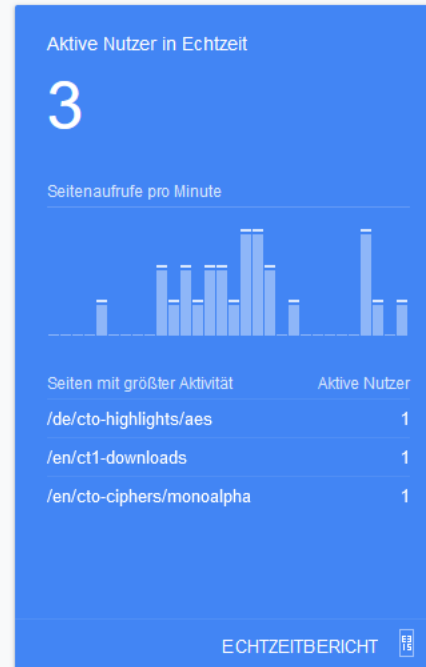 Aktive Nutzer in Echtzeit
3
Seitenaufrufe pro Minute
Seiten mit größter Aktivität Aktive Nutzer
/de/cto-highlights/aes 1
/en/ct1-downloads 1
/en/cto-ciphers/monoalpha 1
ECHTZEITBERICHT